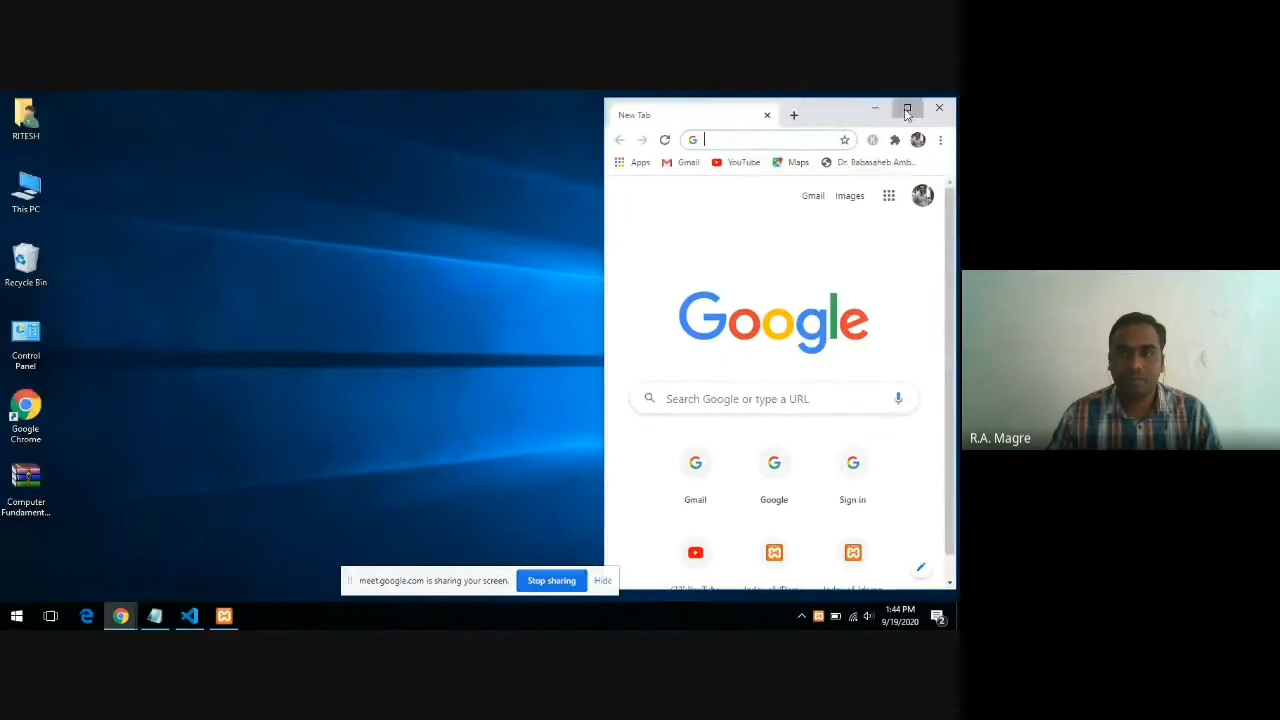 RITESH
This PC
Recycle Bin
Control
Panel
Google
Chrome
Computer
Fundament...
New Tab
Apps
Gmail
YouTube
Maps
Dr. Babasaheb Amb...
Gmail
Images
Google
Search Google or type a URL
Gmail
Google
Sign in
meet.google.com is sharing your screen.
Stop sharing
Hide
1:44 PM
9/19/2020
2
R.A. Magre